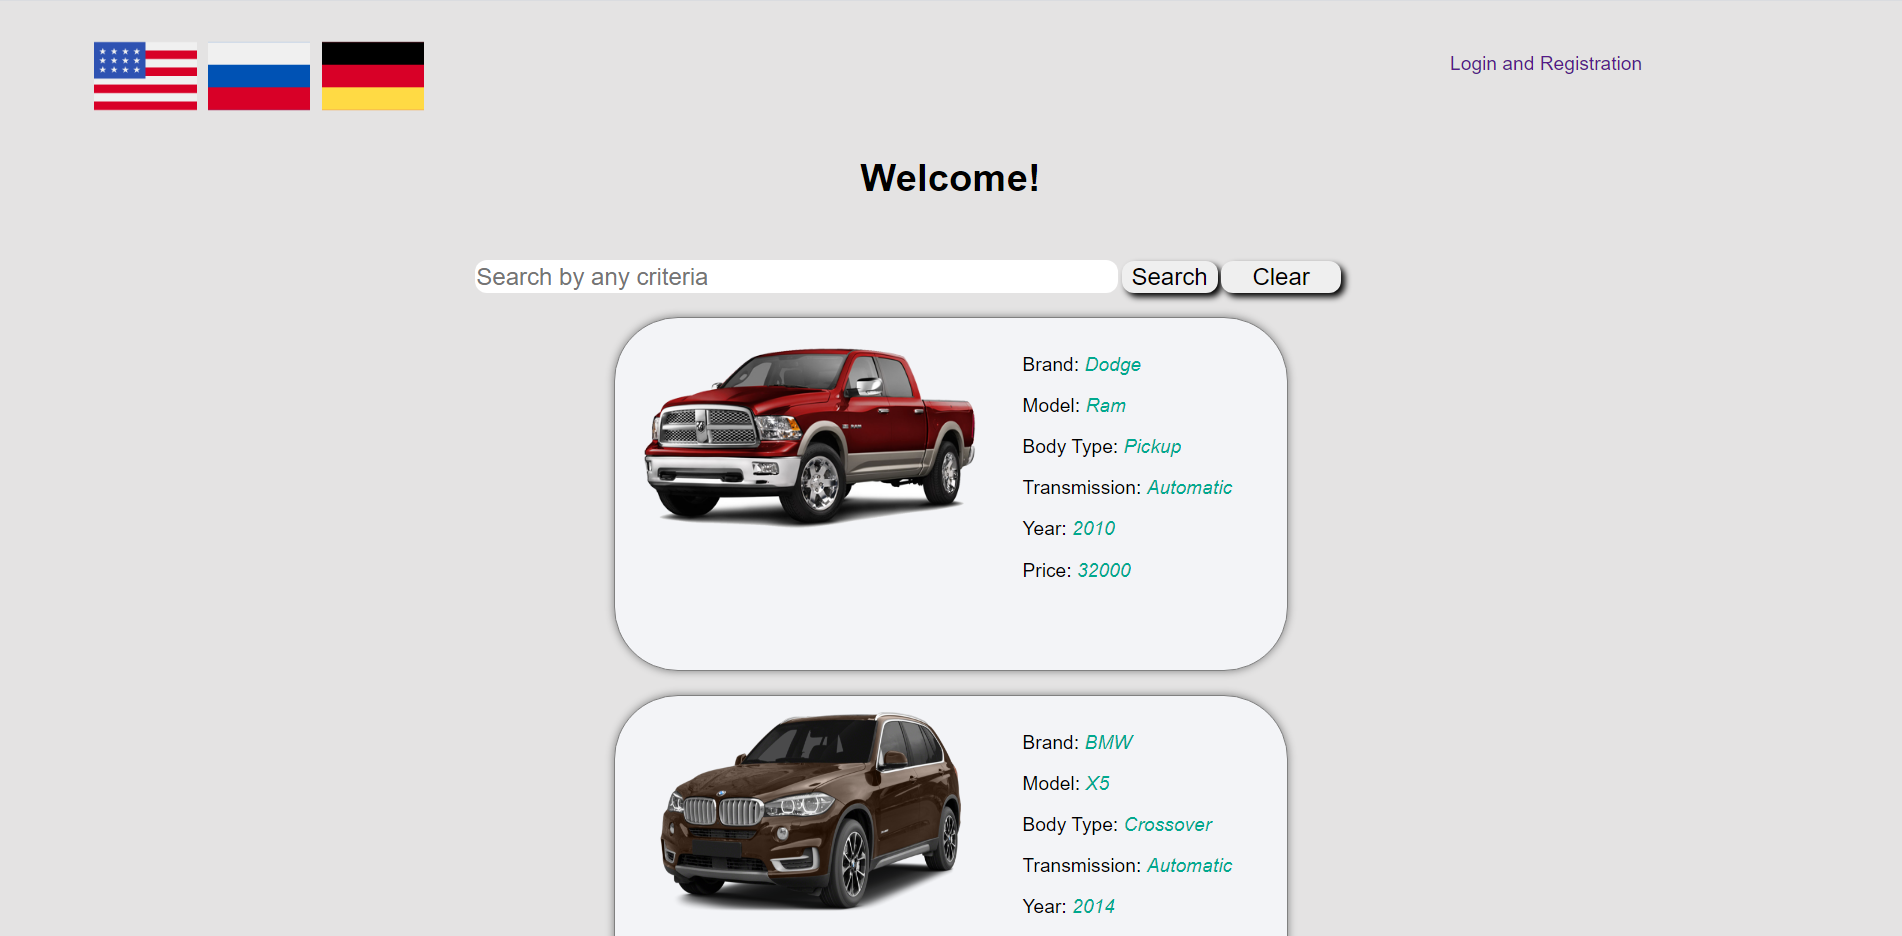 Login and Registration
Welcome!
Search by any criteria
Search
Clear
Brand: Dodge
Model: Ram
Body Type: Pickup
Transmission: Automatic
Year: 2010
Price: 32000
Brand: BMW
Model: X5
Body Type: Crossover
Transmission: Automatic
Year: 2014